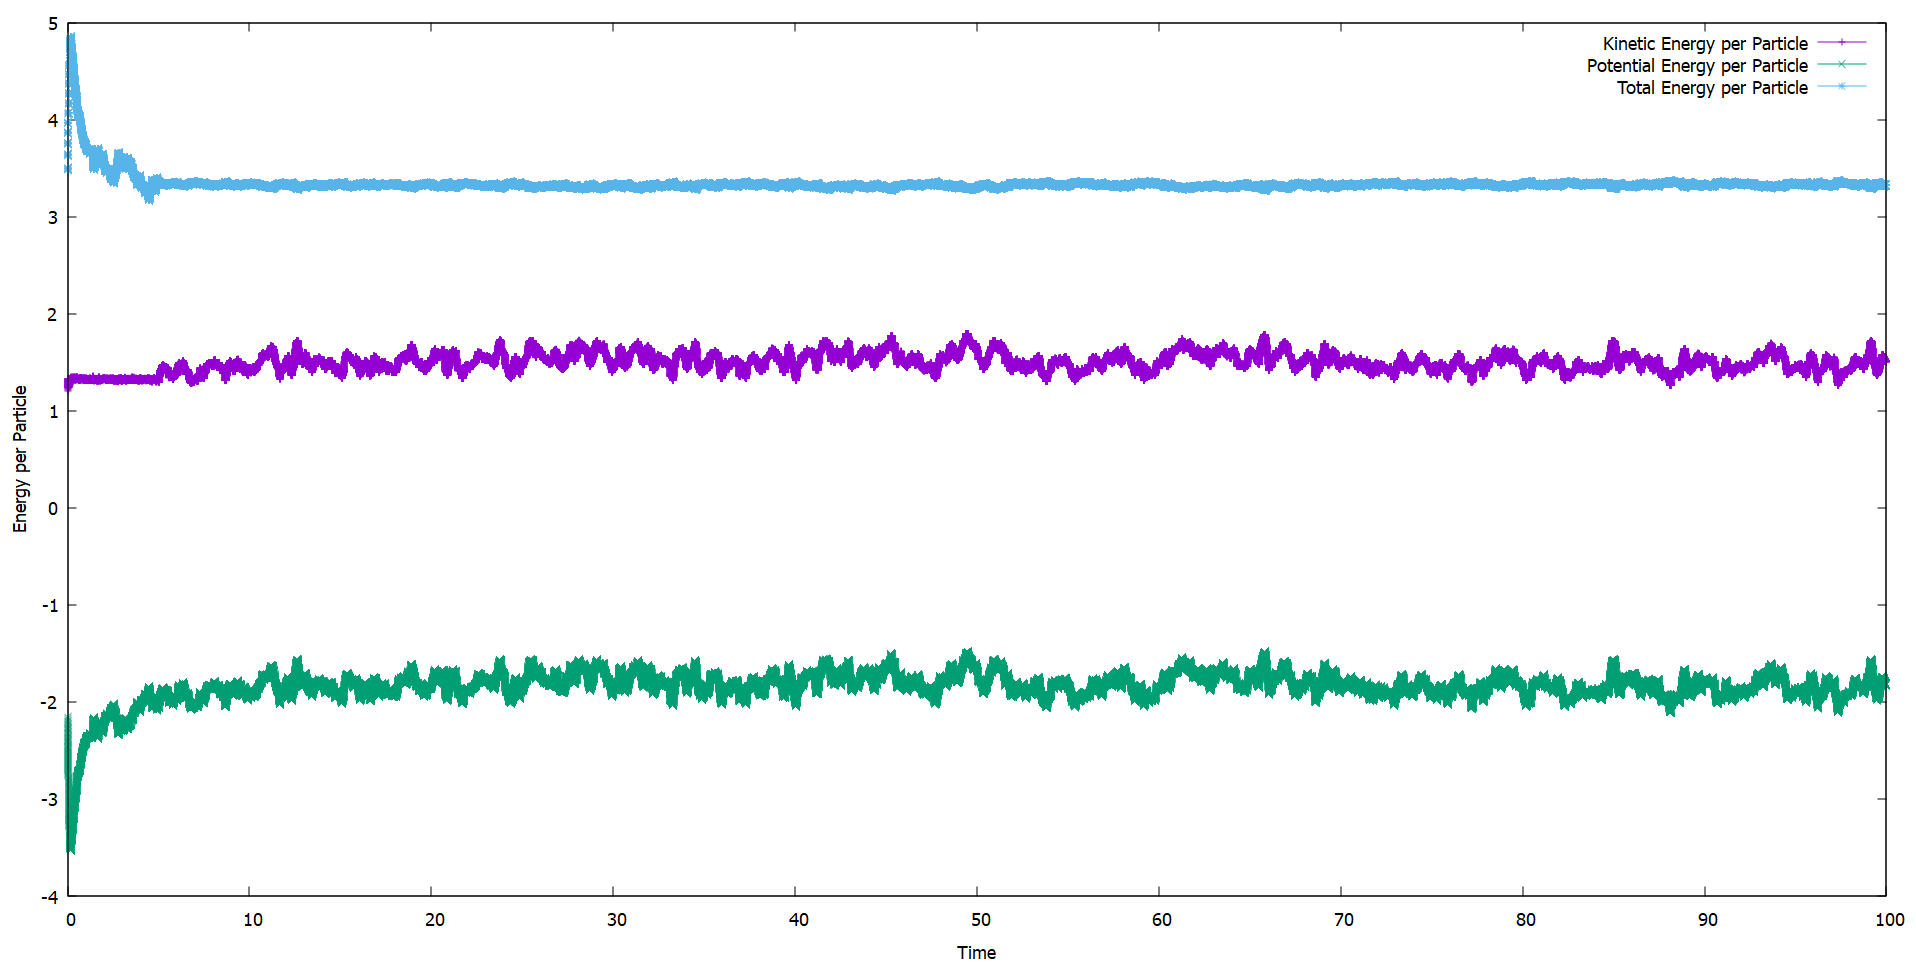 Kinetic Energy per Particle
Potential Energy per Particle
Total Energy per Particle
5
4
3
2
1
0
-1
-2
-3
-4
Energy per Particle
0 10 20 30 40 50 60 70 80 90 100
Time